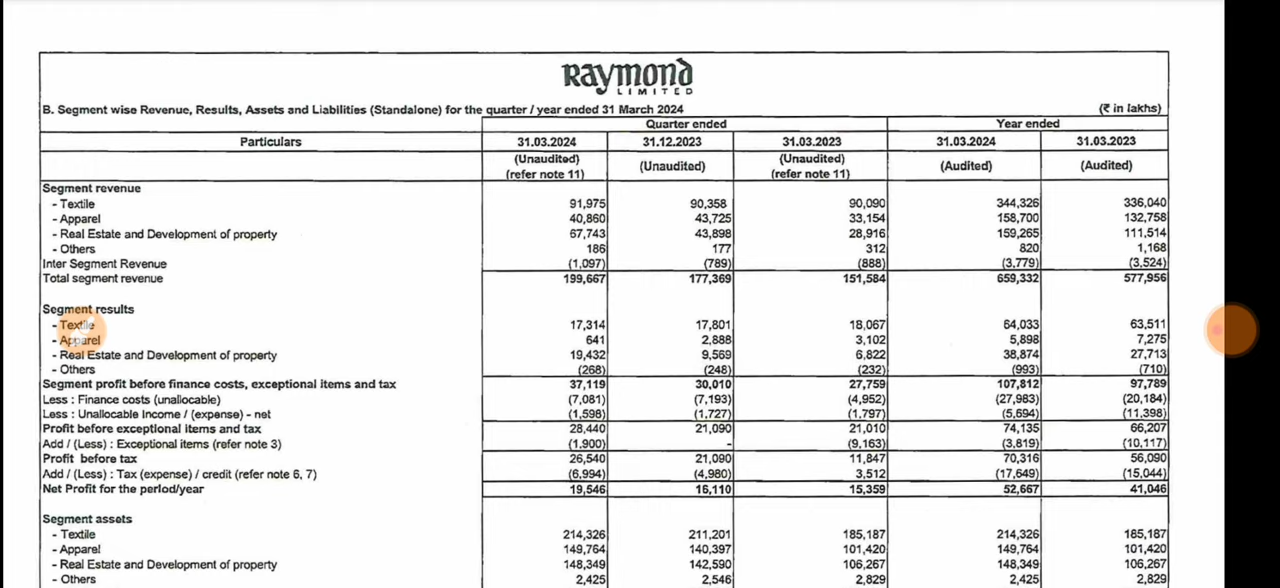 Raymond
LIMITED
B. Segment wise Revenue, Results, Assets and Liabilities (Standalone) for the quarter / year ended 31 March 2024 (₹ in lakhs)
Quarter ended Year ended
Particulars 31.03.2024 31.12.2023 31.03.2023 31.03.2024 31.03.2023
(Unaudited) (refer note 11) (Unaudited) (Unaudited) (refer note 11) (Audited) (Audited)
Segment revenue
- Textile 91,975 90,358 90,090 344,326 336,040
- Apparel 40,860 43,725 33,154 158,700 132,758
- Real Estate and Development of property 67,743 43,898 28,916 159,265 111,514
- Others 186 177 312 820 1,168
Inter Segment Revenue (1,097) (789) (888) (3,779) (3,524)
Total segment revenue 199,667 177,369 151,584 659,332 577,956
Segment results
- Textile 17,314 17,801 18,067 64,033 63,511
- Apparel 641 2,888 3,102 5,898 7,275
- Real Estate and Development of property 19,432 9,569 6,822 38,874 27,713
- Others (268) (248) (232) (993) (710)
Segment profit before finance costs, exceptional items and tax 37,119 30,010 27,759 107,812 97,789
Less : Finance costs (unallocable) (7,081) (7,193) (4,952) (27,983) (20,184)
Less : Unallocable Income / (expense) - net (1,598) (1,727) (1,797) (5,694) (11,398)
Profit before exceptional items and tax 28,440 21,090 21,010 74,135 66,207
Add / (Less) : Exceptional items (refer note 3) (1,900) - (9,163) (3,819) (10,117)
Profit before tax 26,540 21,090 11,847 70,316 56,090
Add / (Less) : Tax (expense) / credit (refer note 6, 7) (6,994) (4,980) 3,512 (17,649) (15,044)
Net Profit for the period/year 19,546 16,110 15,359 52,667 41,046
Segment assets
- Textile 214,326 211,201 185,187 214,326 185,187
- Apparel 149,764 140,397 101,420 149,764 101,420
- Real Estate and Development of property 148,349 142,590 106,267 148,349 106,267
- Others 2,425 2,546 2,829 2,425 2,829